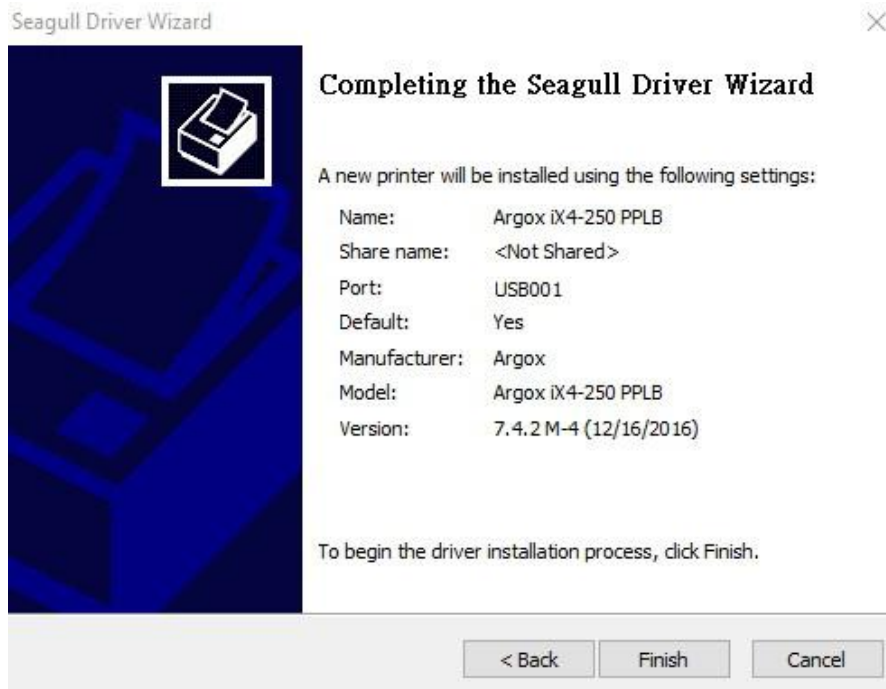 Seagull Driver Wizard
Completing the Seagull Driver Wizard
A new printer will be installed using the following settings:
Name: Argox iX4-250 PPLB
Share name: <Not Shared>
Port: USB001
Default: Yes
Manufacturer: Argox
Model: Argox iX4-250 PPLB
Version: 7.4.2 M-4 (12/16/2016)
To begin the driver installation process, click Finish.
< Back Finish Cancel